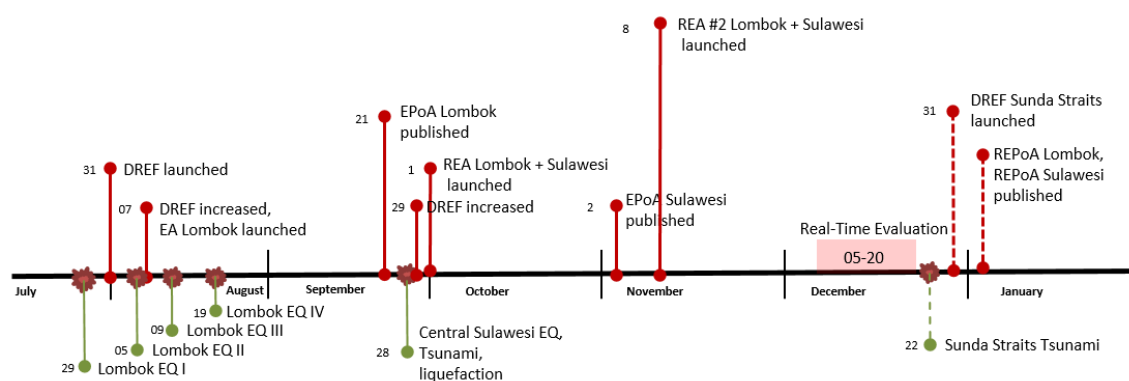 8
REA #2 Lombok + Sulawesi
launched
31
DREF Sunda Straits
launched
21
EPoA Lombok
published
31
DREF launched
1
REA Lombok + Sulawesi
launched
REPoA Lombok,
REPoA Sulawesi
published
07
DREF increased,
EA Lombok launched
29
DREF increased
2
EPoA Sulawesi
published
Real-Time Evaluation
05-20
July
August
September
October
November
December
January
29
Lombok EQ I
05
Lombok EQ II
09
Lombok EQ III
19
Lombok EQ IV
28
Central Sulawesi EQ,
Tsunami,
liquefaction
22
Sunda Straits Tsunami